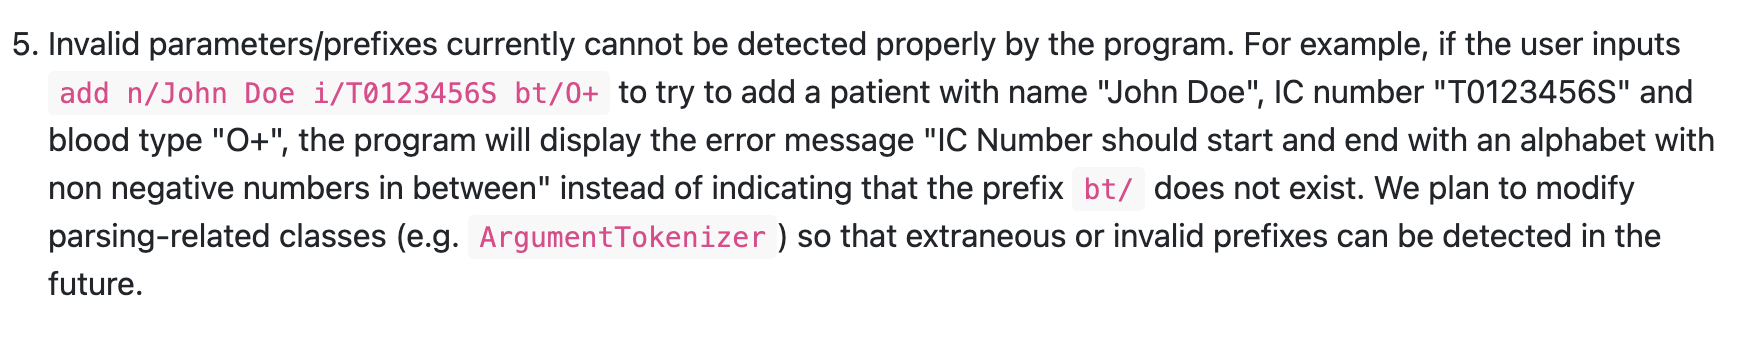 5. Invalid parameters/prefixes currently cannot be detected properly by the program. For example, if the user inputs
add n/John Doe i/T0123456S bt/O+ to try to add a patient with name "John Doe", IC number "T0123456S" and
blood type "O+", the program will display the error message "IC Number should start and end with an alphabet with
non negative numbers in between" instead of indicating that the prefix bt/ does not exist. We plan to modify
parsing-related classes (e.g. ArgumentTokenizer ) so that extraneous or invalid prefixes can be detected in the
future.